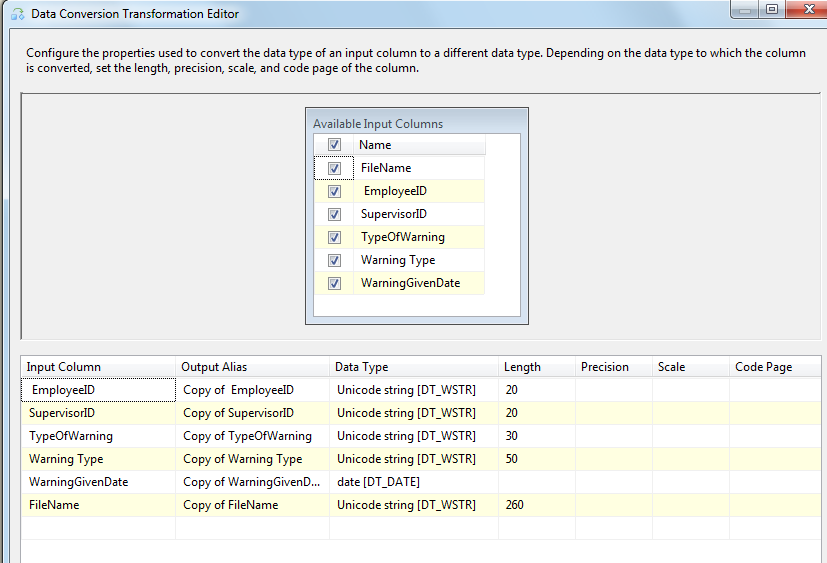 Data Conversion Transformation Editor
Configure the properties used to convert the data type of an input column to a different data type. Depending on the data type to which the column
is converted, set the length, precision, scale, and code page of the column.
Available Input Columns
Name
FileName
EmployeeID
SupervisorID
TypeOfWarning
Warning Type
WarningGivenDate
Input Column Output Alias Data Type Length Precision Scale Code Page
EmployeeID Copy of  EmployeeID Unicode string [DT_WSTR] 20
SupervisorID Copy of SupervisorID Unicode string [DT_WSTR] 20
TypeOfWarning Copy of TypeOfWarning Unicode string [DT_WSTR] 30
Warning Type Copy of Warning Type Unicode string [DT_WSTR] 50
WarningGivenDate Copy of WarningGivenD... date [DT_DATE]
FileName Copy of FileName Unicode string [DT_WSTR] 260